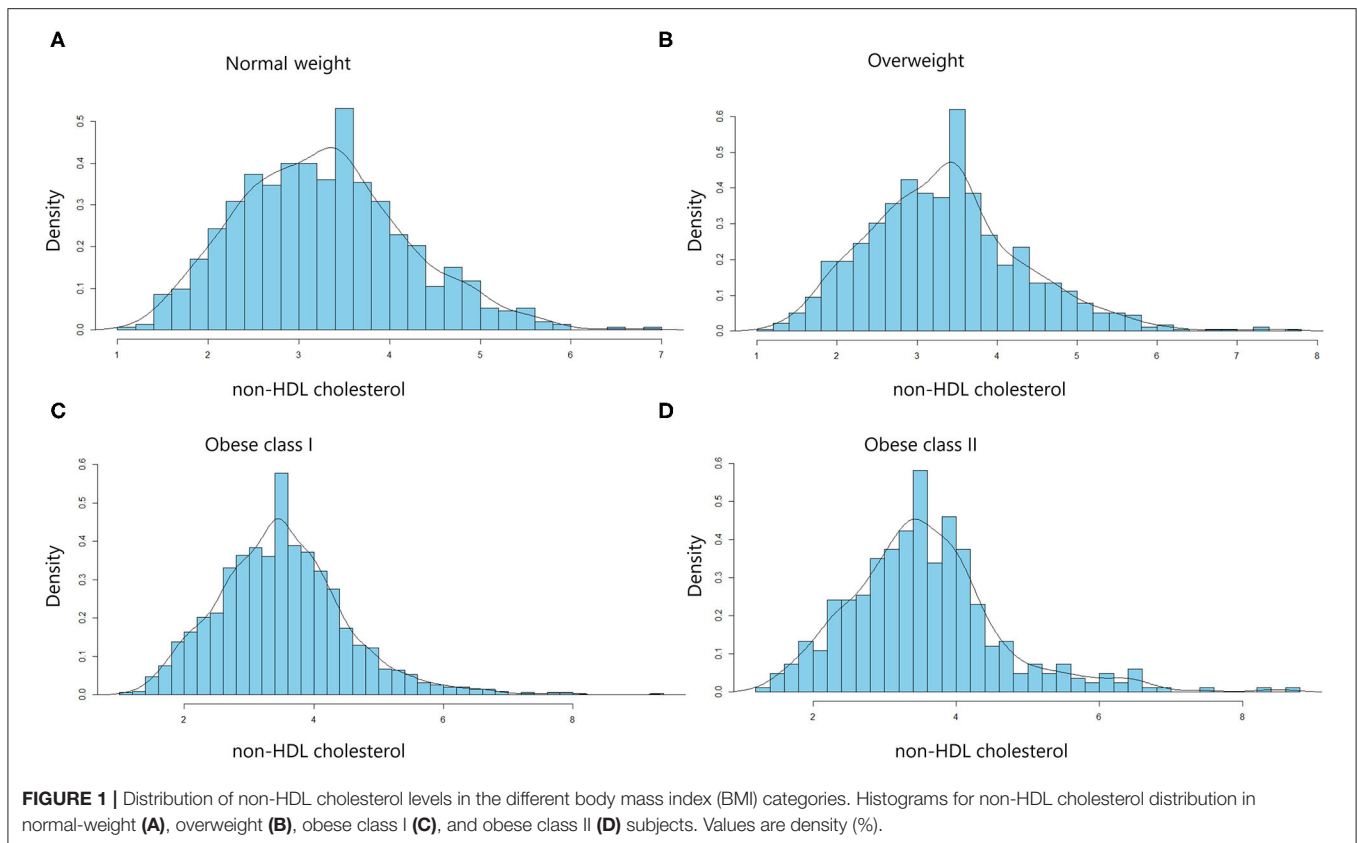 A
Normal weight
Density
0.0
0.1
0.2
0.3
0.4
0.5
1 2 3 4 5 6 7
non-HDL cholesterol
B
Overweight
Density
0.0
0.1
0.2
0.3
0.4
0.5
0.6
1 2 3 4 5 6 7 8
non-HDL cholesterol
C
Obese class I
Density
0.0
0.1
0.2
0.3
0.4
0.5
0.6
2 4 6 8
non-HDL cholesterol
D
Obese class II
Density
0.0
0.1
0.2
0.3
0.4
0.5
0.6
2 4 6 8
non-HDL cholesterol
FIGURE 1 | Distribution of non-HDL cholesterol levels in the different body mass index (BMI) categories. Histograms for non-HDL cholesterol distribution in
normal-weight (A), overweight (B), obese class I (C), and obese class II (D) subjects. Values are density (%).